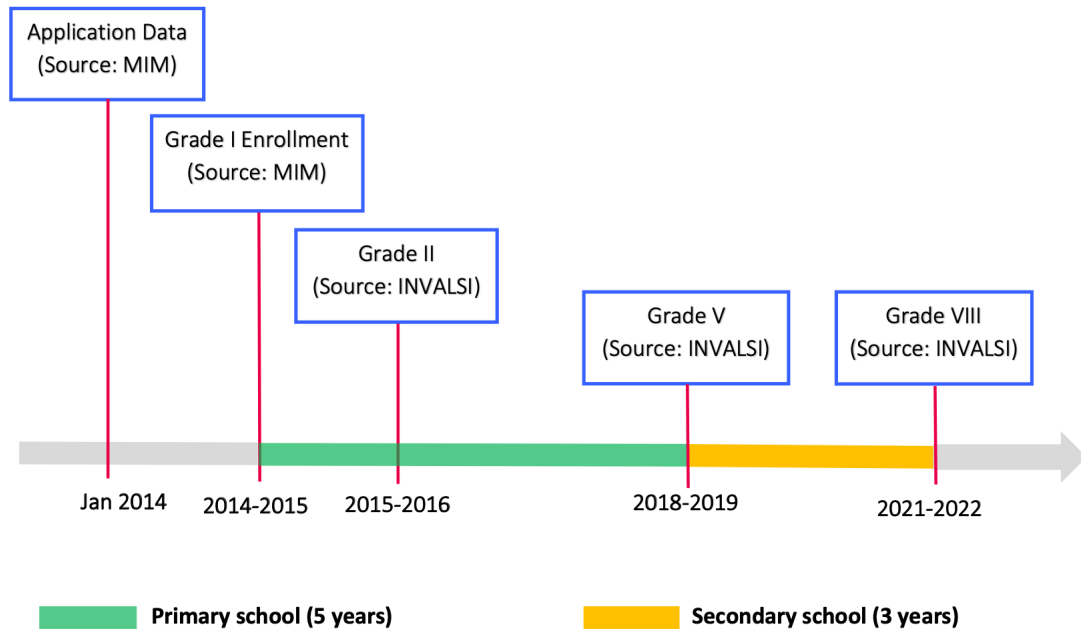 Application Data
(Source: MIM)
Grade I Enrollment
(Source: MIM)
Grade II
(Source: INVALSI)
Grade V
(Source: INVALSI)
Grade VIII
(Source: INVALSI)
Jan 2014
2014-2015
2015-2016
2018-2019
2021-2022
Primary school (5 years)
Secondary school (3 years)